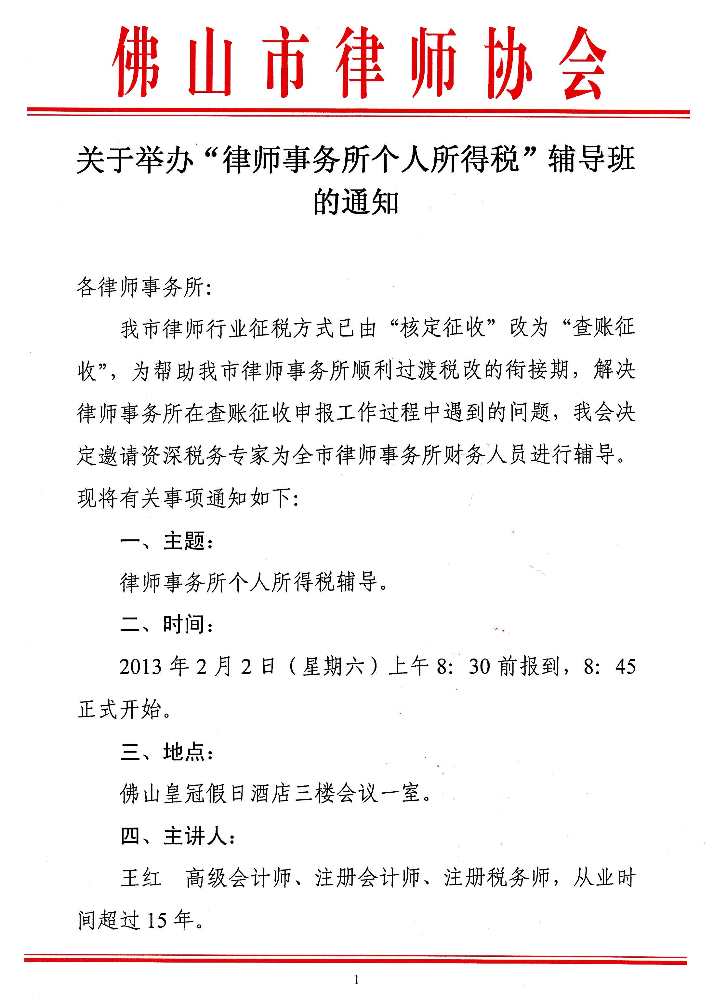 佛山市律师协会
关于举办“律师事务所个人所得税”辅导班
的通知
各律师事务所：
我市律师行业征税方式已由“核定征收”改为“查账征
收”，为帮助我市律师事务所顺利过渡税改的衔接期，解决
律师事务所在查账征收申报工作过程中遇到的问题，我会决
定邀请资深税务专家为全市律师事务所财务人员进行辅导。
现将有关事项通知如下：
一、主题：
律师事务所个人所得税辅导。
二、时间：
2013 年 2 月 2 日（星期六）上午 8：30 前报到，8：45
正式开始。
三、地点：
佛山皇冠假日酒店三楼会议一室。
四、主讲人：
王红　高级会计师、注册会计师、注册税务师，从业时
间超过 15 年。
1